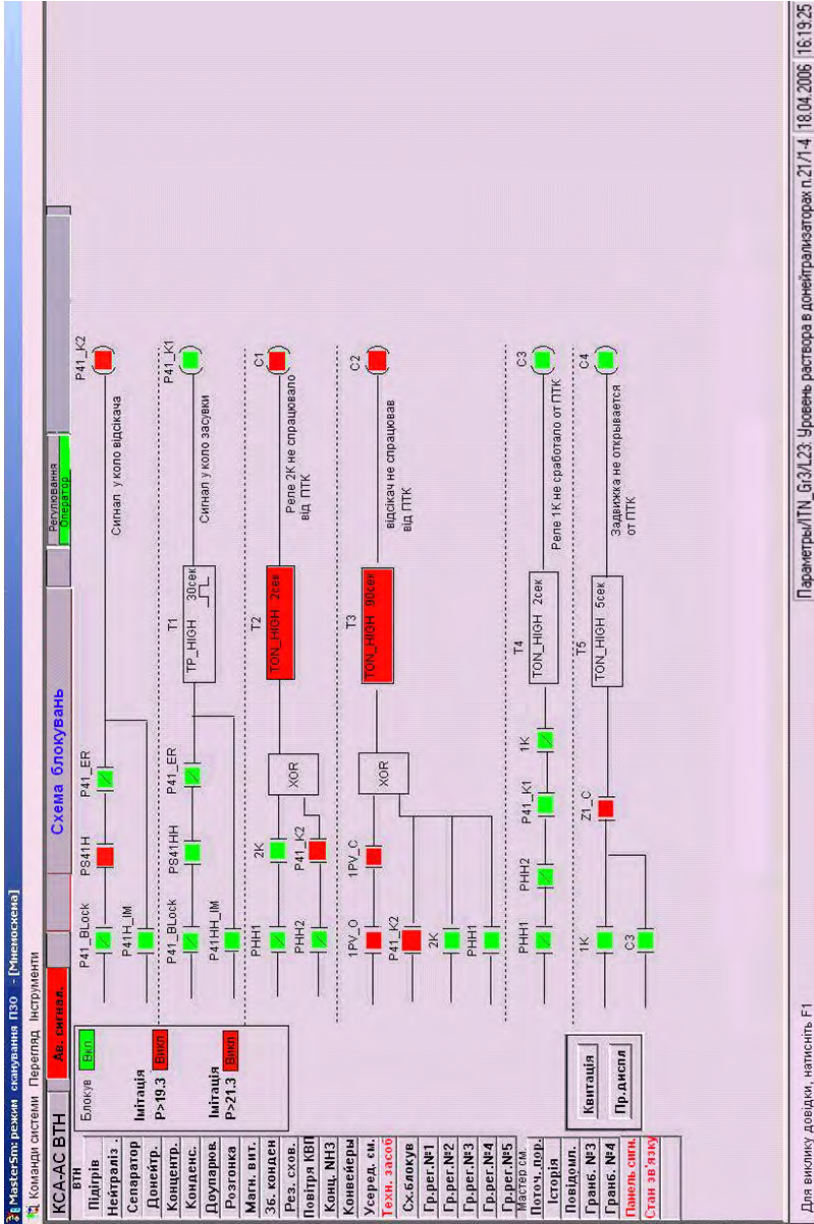 MasterSm: режим сканування ПЗО - [Мнемосхема]
Команди системи Перегляд Інструменти
КСА-АС ВТН
Ав. сигнал.
Схема блокувань
Регулювання
Оператор
ВТН
Підігрів
Нейтраліз .
Сепаратор
Донейтр.
Концентр.
Конденс.
Доупарюв.
Розгонка
Магн. вит.
Зб. конден
Рез. схов.
Повітря КВП
Конц. NH3
Конвейеры
Усеред. см.
Техн. засоб
Сх.блокув
Гр.рег.№1
Гр.рег.№2
Гр.рег.№3
Гр.рег.№4
Гр.рег.№5
Мастер см.
Поточ.пор.
Історія
Повідомл.
Гранб. №3
Гранб. №4
Панель сигн.
Стан зв'язку
Блокув Вкл
Імітація
P>19.3 Викл
Імітація
P>21.3 Викл
Квитація
Пр.диспл
P41_BLock PS41H P41_ER P41_K2
P41H_IM
Сигнал у коло відсікача
P41_BLock PS41HH P41_ER T1 P41_K1
TP_HIGH 30сек
P41HH_IM
Сигнал у коло засувки
PHH1 2K T2 C1
TON_HIGH 2сек
XOR
PHH2 P41_K2
Реле 2К не спрацювало
від ПТК
1PV_O 1PV_C T3 C2
TON_HIGH 90сек
XOR
P41_K2
2K
PHH1
відсікач не спрацював
від ПТК
PHH1 PHH2 P41_K1 1K T4 C3
TON_HIGH 2сек
Реле 1К не сработало от ПТК
1K Z1_C T5 C4
TON_HIGH 5сек
C3
Задвижка не открывается
от ПТК
Для виклику довідки, натисніть F1
Параметры/ITN_Gr3/L23: Уровень раствора в донейтрализаторах п.21/1-4 18.04.2006 16:19:25